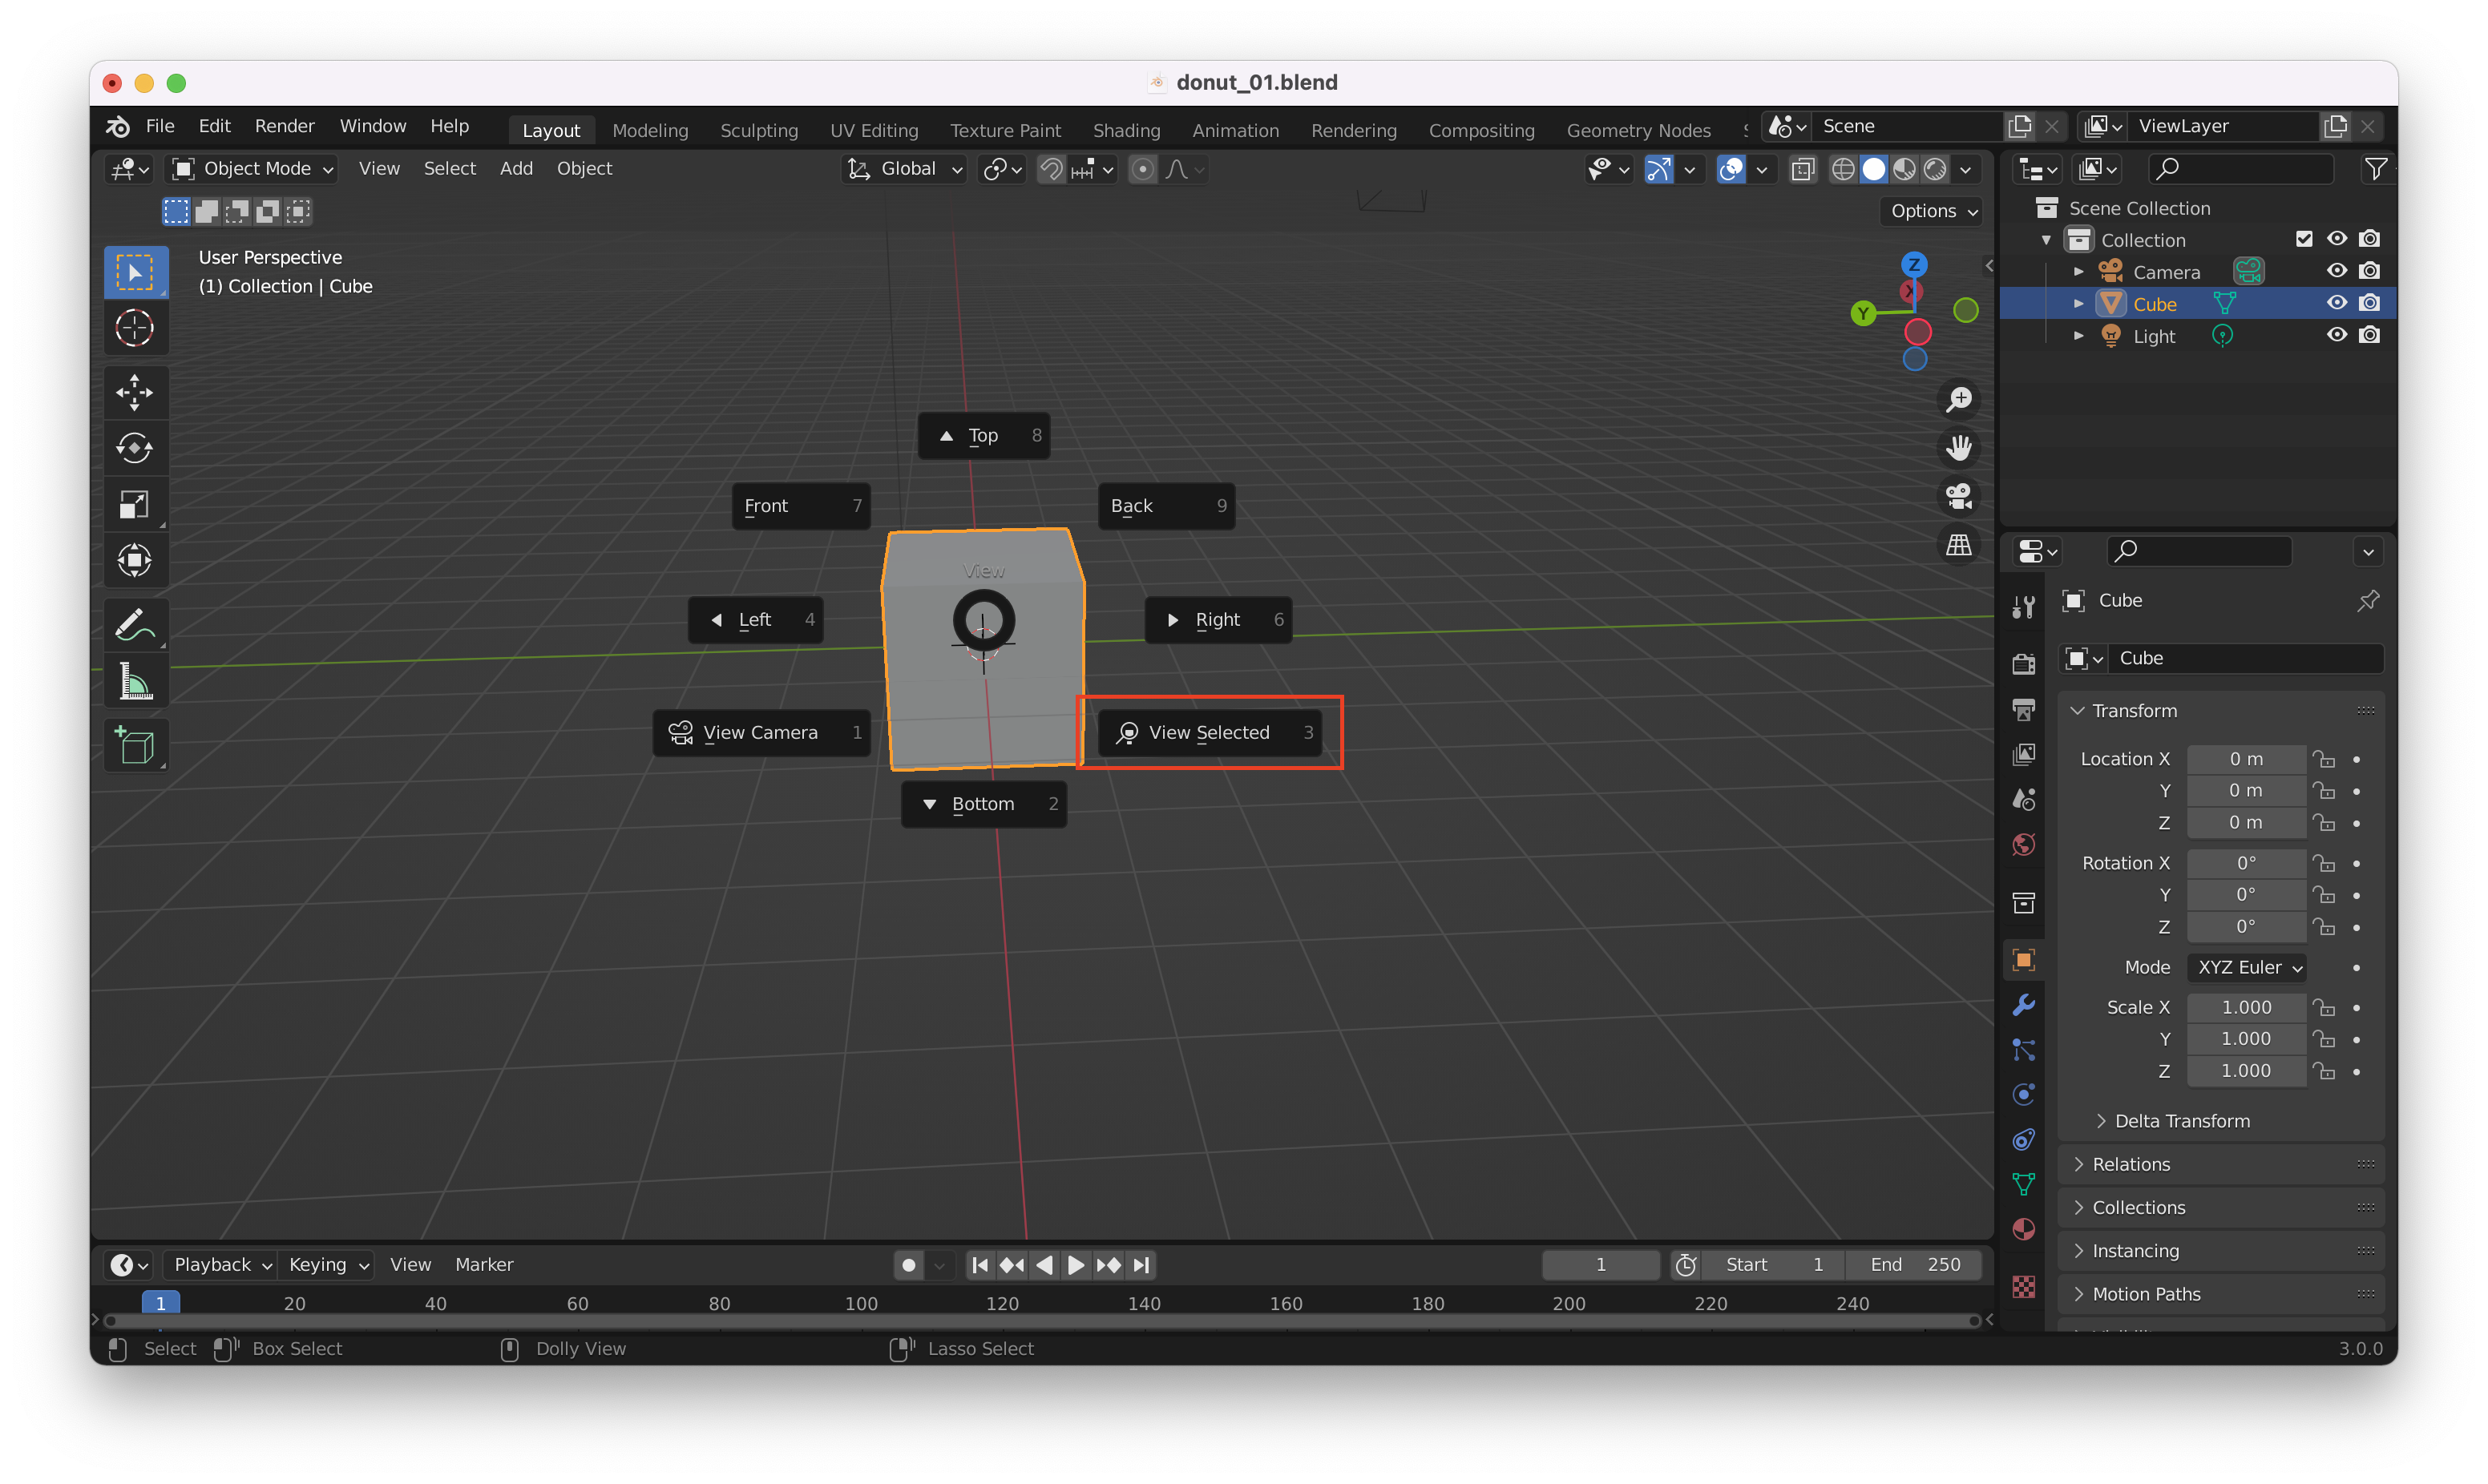 donut_01.blend
File Edit Render Window Help
Layout Modeling Sculpting UV Editing Texture Paint Shading Animation Rendering Compositing Geometry Nodes
Scene
ViewLayer
Object Mode View Select Add Object
Global
Options
User Perspective
(1) Collection | Cube
Z
X
Y
Top 8
Front 7
Back 9
View
Left 4
Right 6
View Camera 1
View Selected 3
Bottom 2
Scene Collection
Collection
Camera
Cube
Light
Cube
Cube
Transform
Location X 0 m
Y 0 m
Z 0 m
Rotation X 0°
Y 0°
Z 0°
Mode XYZ Euler
Scale X 1.000
Y 1.000
Z 1.000
Delta Transform
Relations
Collections
Instancing
Motion Paths
Playback Keying View Marker
1 Start 1 End 250
1 20 40 60 80 100 120 140 160 180 200 220 240
Select Box Select Dolly View Lasso Select 3.0.0